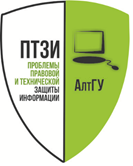 ПТЗИ
ПРОБЛЕМЫ
ПРАВОВОЙ
И ТЕХНИЧЕСКОЙ
ЗАЩИТЫ
ИНФОРМАЦИИ
АлтГУ